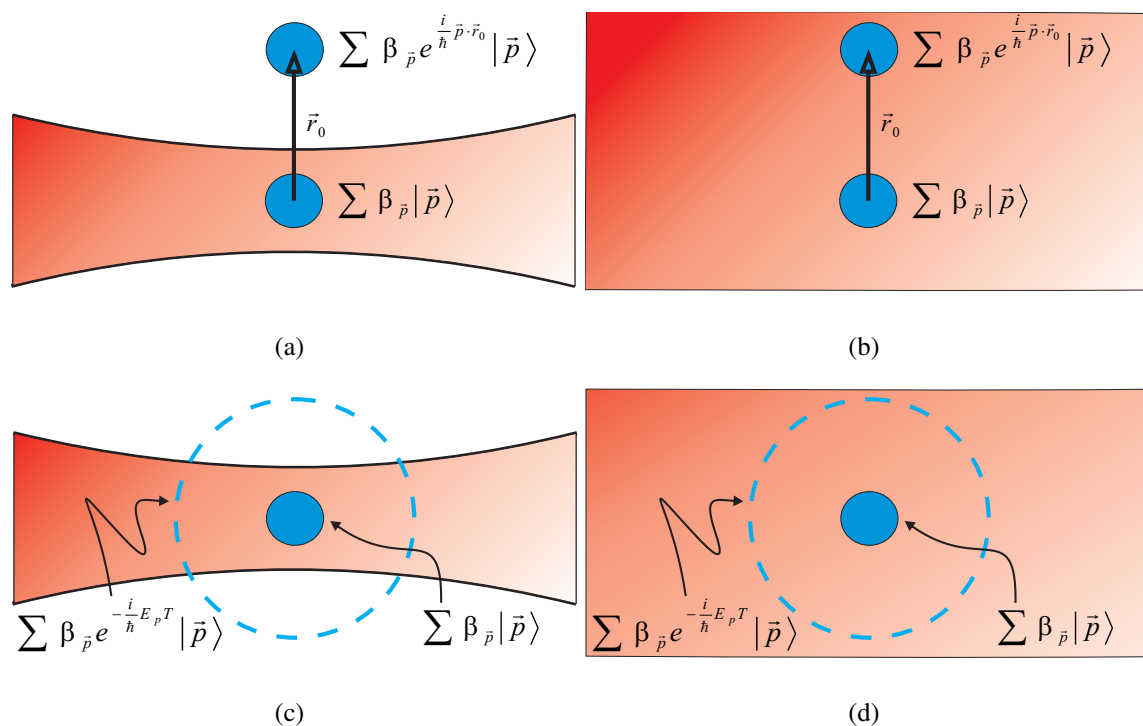 ∑ β_p⃗ e^{i/ħ p⃗·r⃗₀} |p⃗⟩
∑ β_p⃗ e^{i/ħ p⃗·r⃗₀} |p⃗⟩
r⃗₀
r⃗₀
∑ β_p⃗ |p⃗⟩
∑ β_p⃗ |p⃗⟩
(a)
(b)
∑ β_p⃗ e^{-i/ħ E_p T} |p⃗⟩
∑ β_p⃗ |p⃗⟩
∑ β_p⃗ e^{-i/ħ E_p T} |p⃗⟩
∑ β_p⃗ |p⃗⟩
(c)
(d)